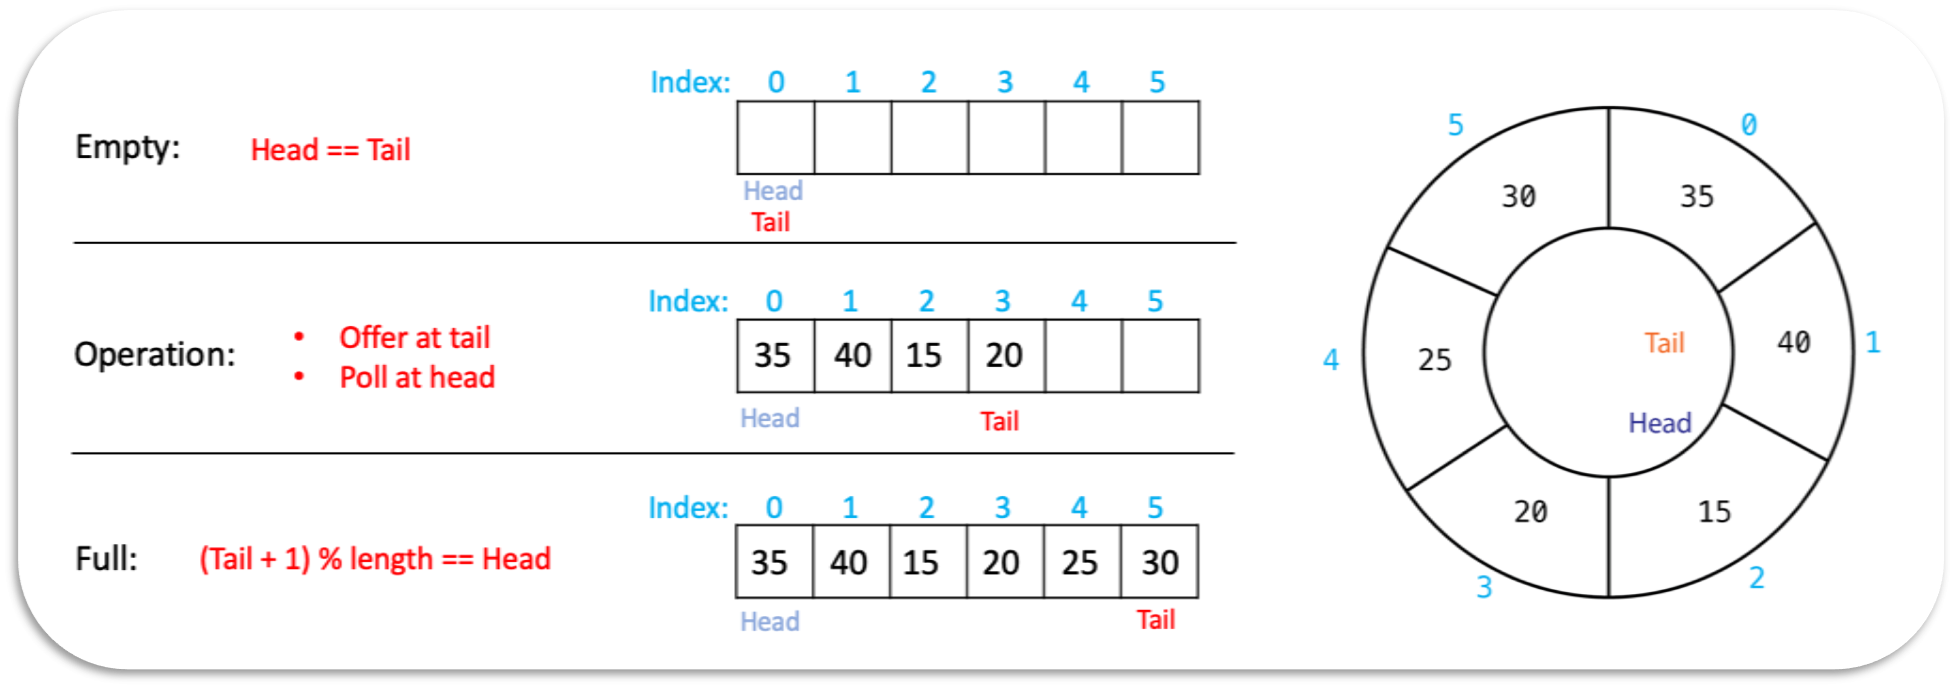 Index: 0 1 2 3 4 5
Empty: Head == Tail
Head
Tail
Index: 0 1 2 3 4 5
Operation:
• Offer at tail
• Poll at head
35 40 15 20
Head Tail
Index: 0 1 2 3 4 5
Full: (Tail + 1) % length == Head
35 40 15 20 25 30
Head Tail
5 0
30 35
Tail
4 25 40 1
Head
20 15
3 2